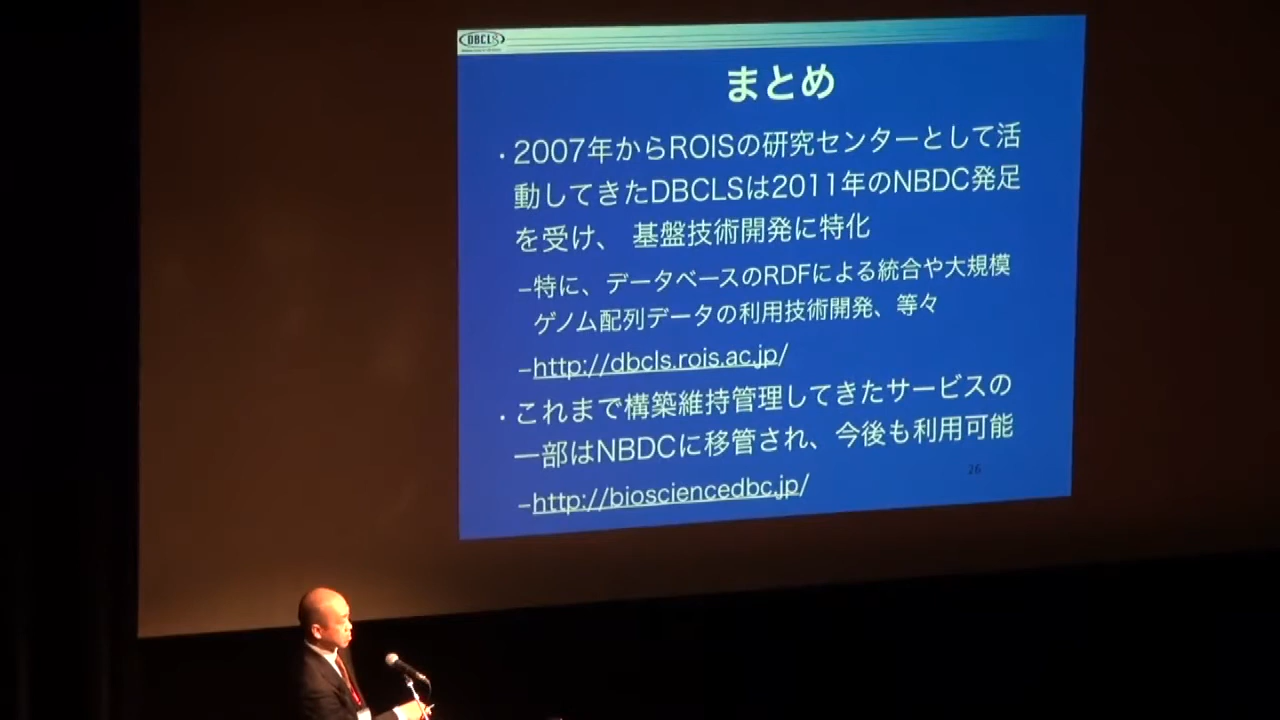 DBCLS
まとめ
・2007年からROISの研究センターとして活
動してきたDBCLSは2011年のNBDC発足
を受け、 基盤技術開発に特化
–特に、データベースのRDFによる統合や大規模
ゲノム配列データの利用技術開発、等々
–http://dbcls.rois.ac.jp/
・これまで構築維持管理してきたサービスの
一部はNBDCに移管され、今後も利用可能
26
–http://biosciencedbc.jp/